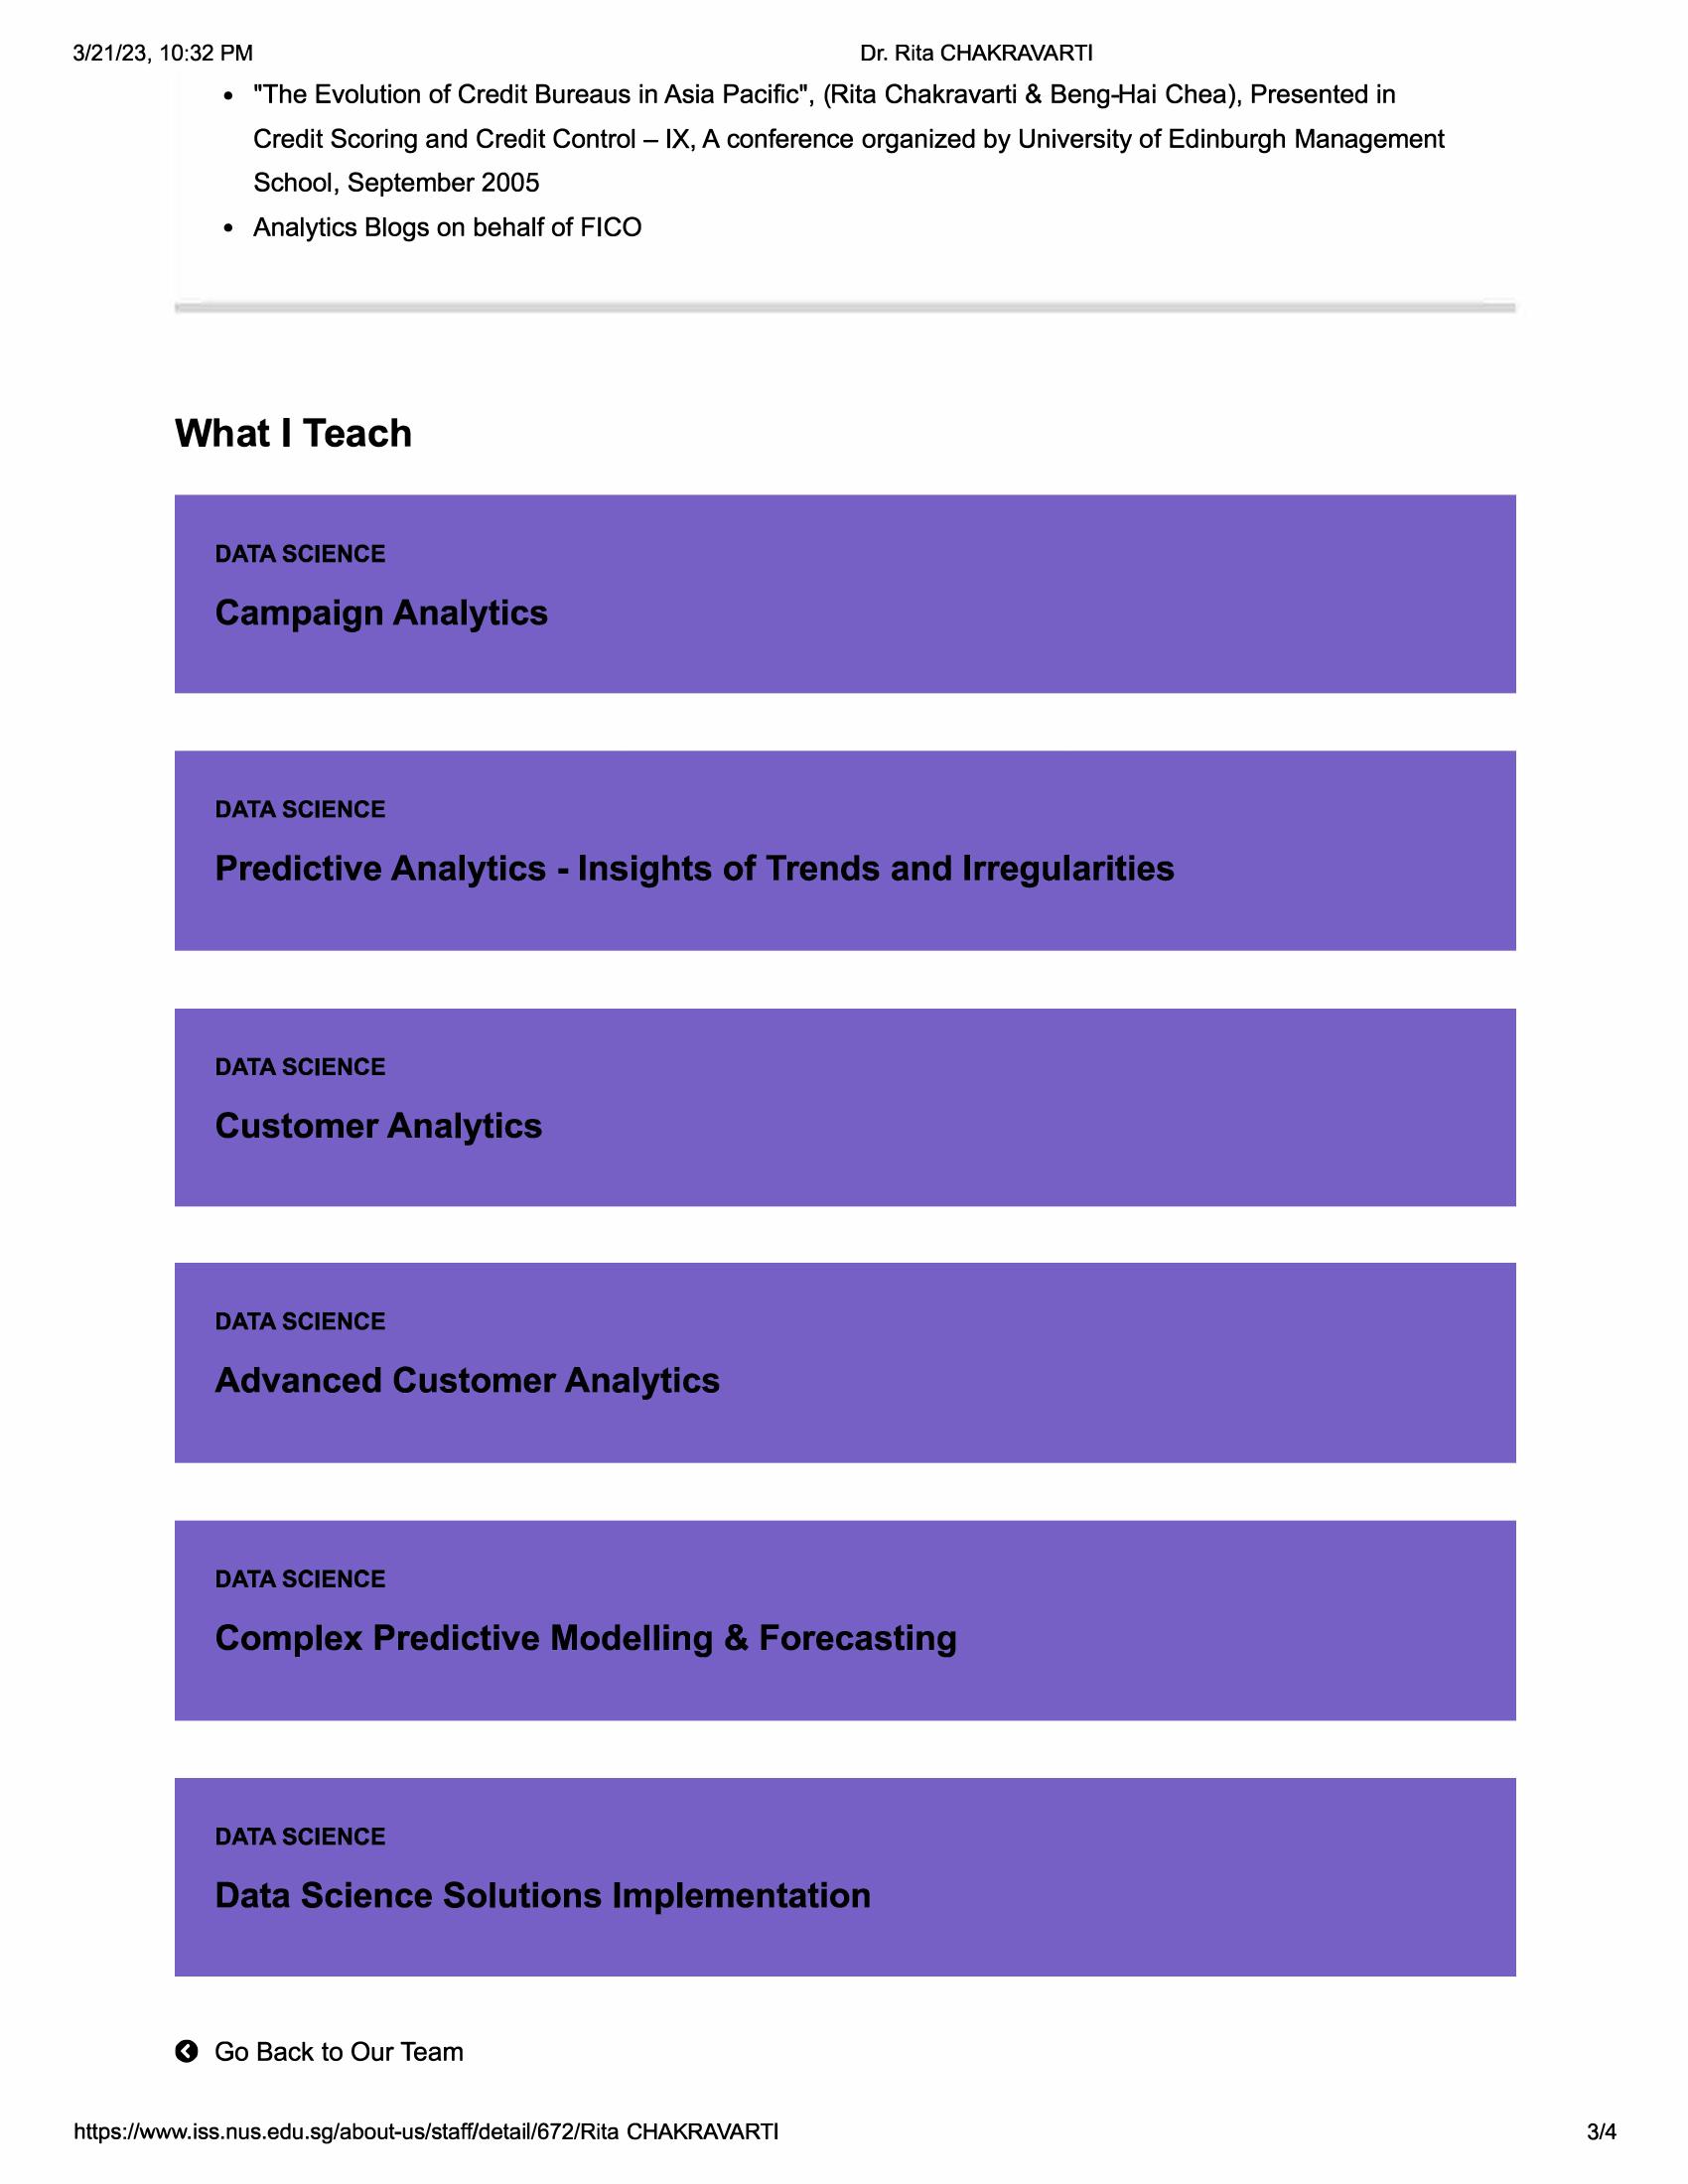 3/21/23, 10:32 PM
Dr. Rita CHAKRAVARTI
• "The Evolution of Credit Bureaus in Asia Pacific", (Rita Chakravarti & Beng-Hai Chea), Presented in
Credit Scoring and Credit Control – IX, A conference organized by University of Edinburgh Management
School, September 2005
• Analytics Blogs on behalf of FICO
What I Teach
DATA SCIENCE
Campaign Analytics
DATA SCIENCE
Predictive Analytics - Insights of Trends and Irregularities
DATA SCIENCE
Customer Analytics
DATA SCIENCE
Advanced Customer Analytics
DATA SCIENCE
Complex Predictive Modelling & Forecasting
DATA SCIENCE
Data Science Solutions Implementation
Go Back to Our Team
https://www.iss.nus.edu.sg/about-us/staff/detail/672/Rita CHAKRAVARTI
3/4